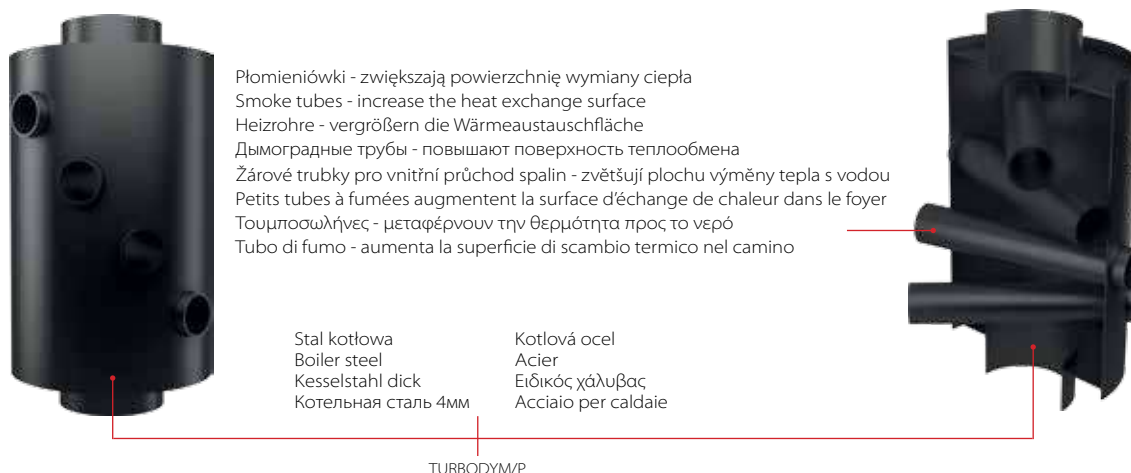 Płomieniówki - zwiększają powierzchnię wymiany ciepła
Smoke tubes - increase the heat exchange surface
Heizrohre - vergrößern die Wärmeaustauschfläche
Дымоградные трубы - повышают поверхность теплообмена
Žárové trubky pro vnitřní průchod spalin - zvětšují plochu výměny tepla s vodou
Petits tubes à fumées augmentent la surface d’échange de chaleur dans le foyer
Τουμποσωλήνες - μεταφέρνουν την θερμότητα προς το νερό
Tubo di fumo - aumenta la superficie di scambio termico nel camino
Stal kotłowa
Boiler steel
Kesselstahl dick
Котельная сталь 4мм
Kotlová ocel
Acier
Ειδικός χάλυβας
Acciaio per caldaie
TURBODYM/P